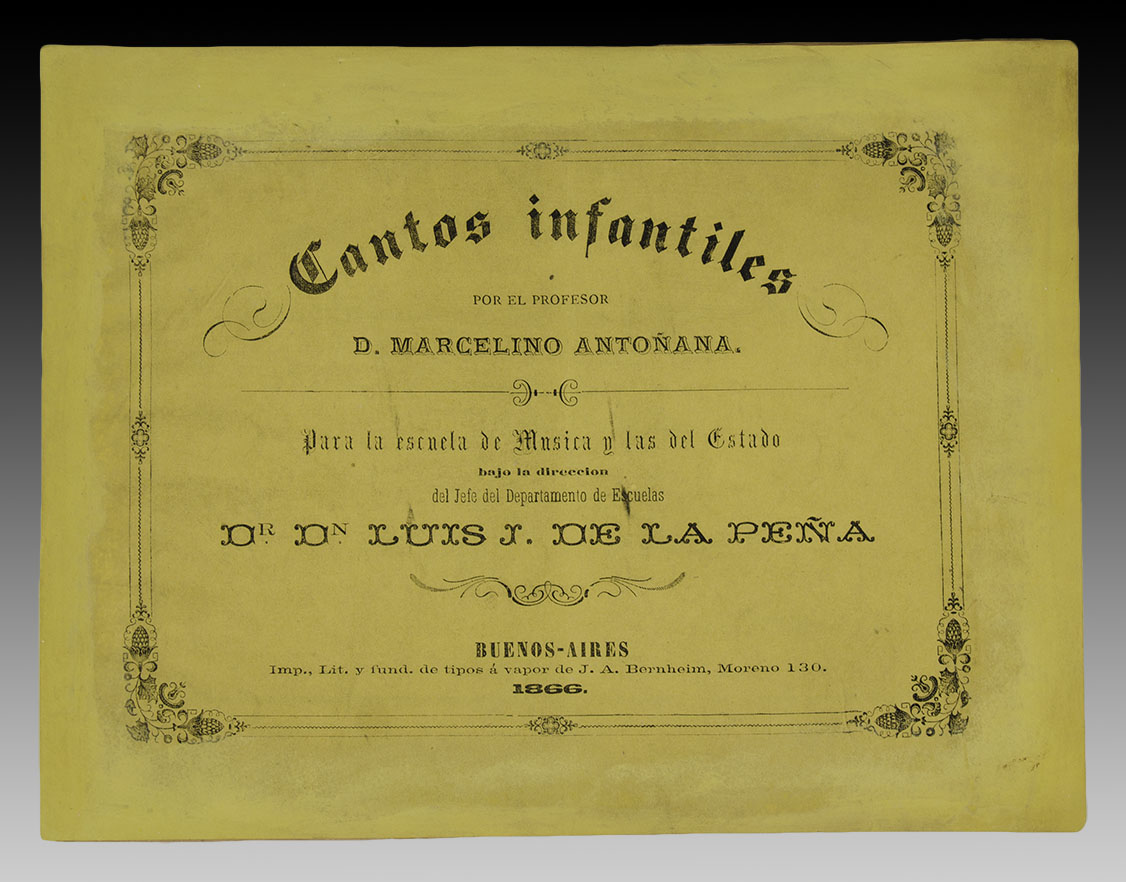 Cantos infantiles
POR EL PROFESOR
D. MARCELINO ANTOÑANA.
Para la escuela de Musica y las del Estado
bajo la direccion
del Jefe del Departamento de Escuelas
DR. DN. LUIS J. DE LA PEÑA
BUENOS-AIRES
Imp., Lit. y fund. de tipos á vapor de J. A. Bernheim, Moreno 130.
1866.